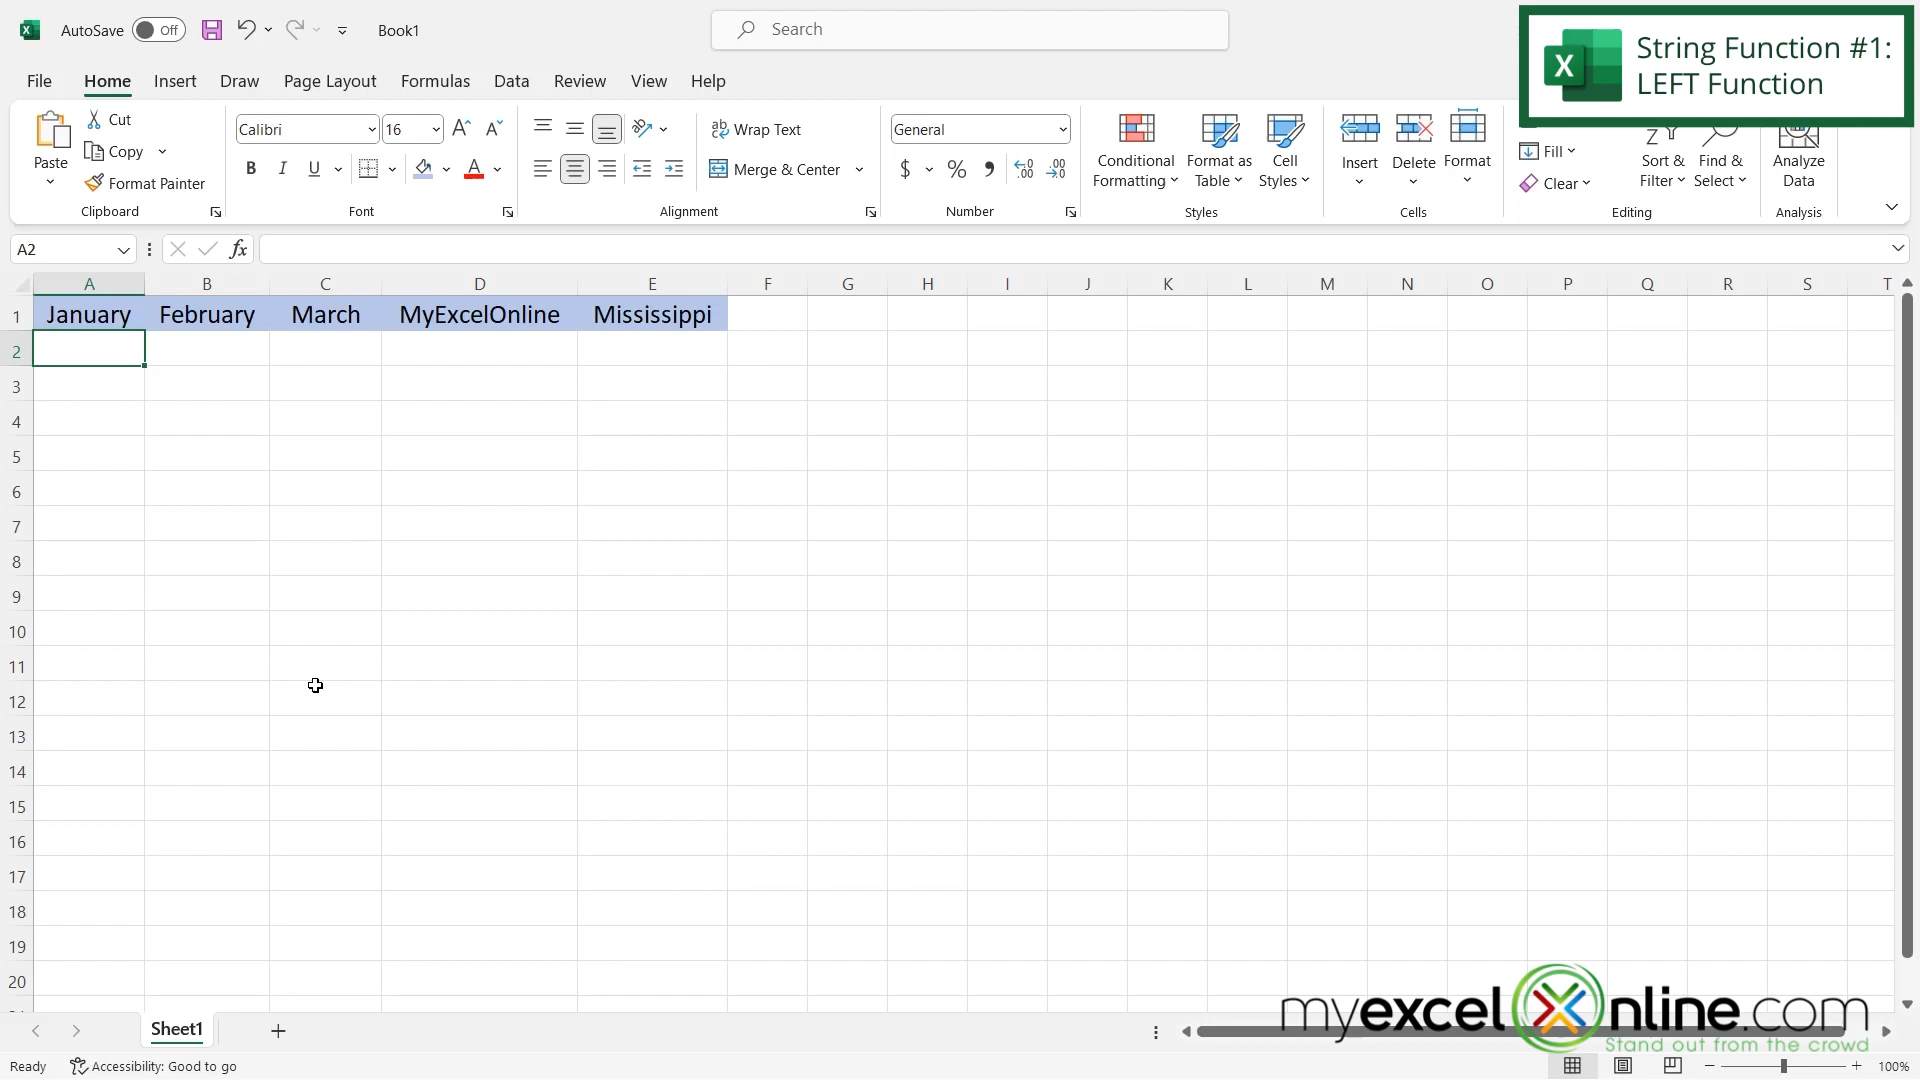 AutoSave Off Book1 Search
String Function #1:
LEFT Function
File Home Insert Draw Page Layout Formulas Data Review View Help
Paste
Cut
Copy
Format Painter
Clipboard
Calibri 16
B I U A
Font
Wrap Text
Merge & Center
Alignment
General
$ % 9
Number
Conditional
Formatting
Format as
Table
Cell
Styles
Styles
Insert Delete Format
Cells
Fill
Clear
Sort &
Filter
Find &
Select
Editing
Analyze
Data
Analysis
A2 fx
A B C D E F G H I J K L M N O P Q R S T
1 January February March MyExcelOnline Mississippi
2
3
4
5
6
7
8
9
10
11
12
13
14
15
16
17
18
19
20
myexcelonline.com
Stand out from the crowd
Sheet1
Ready Accessibility: Good to go 100%